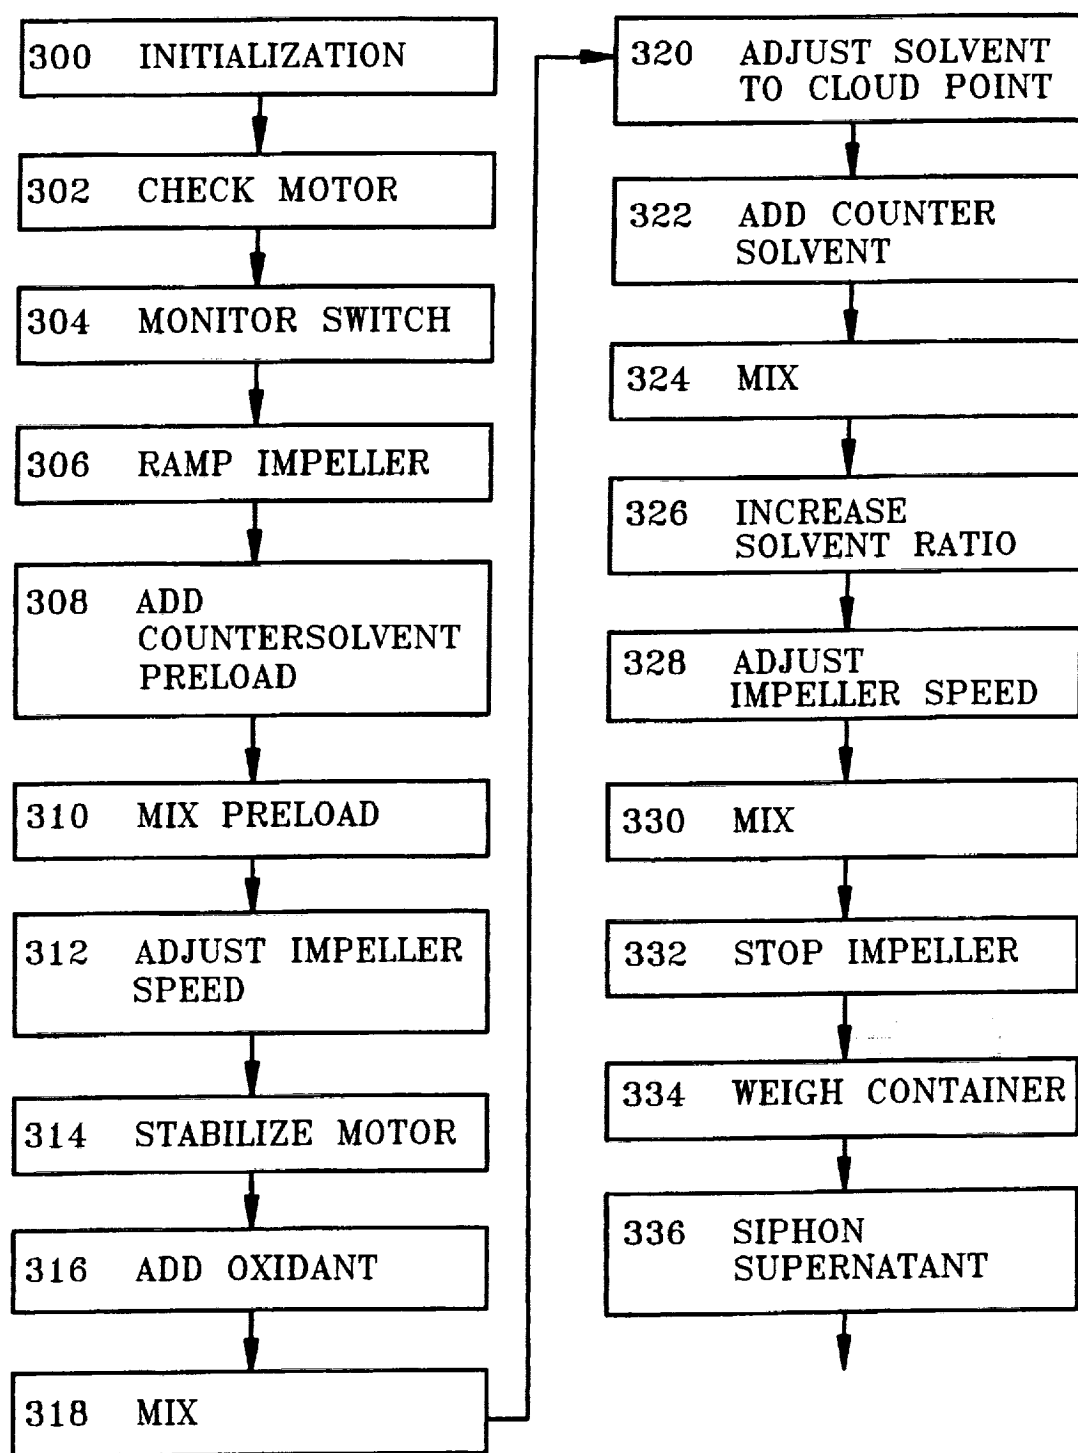 300 INITIALIZATION
302 CHECK MOTOR
304 MONITOR SWITCH
306 RAMP IMPELLER
308 ADD
COUNTERSOLVENT
PRELOAD
310 MIX PRELOAD
312 ADJUST IMPELLER
SPEED
314 STABILIZE MOTOR
316 ADD OXIDANT
318 MIX
320 ADJUST SOLVENT
TO CLOUD POINT
322 ADD COUNTER
SOLVENT
324 MIX
326 INCREASE
SOLVENT RATIO
328 ADJUST
IMPELLER SPEED
330 MIX
332 STOP IMPELLER
334 WEIGH CONTAINER
336 SIPHON
SUPERNATANT